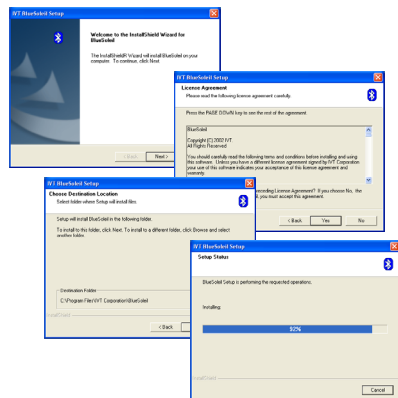 IVT BlueSoleil Setup
Welcome to the InstallShield Wizard for
BlueSoleil
The InstallShieldR Wizard will install BlueSoleil on your
computer. To continue, click Next
< Back
Next >
IVT BlueSoleil Setup
License Agreement
Please read the following license agreement carefully.
Press the PAGE DOWN key to see the rest of the agreement
BlueSoleil
Copyright (C) 2002 IVT
All Rights Reserved
You should carefully read the following terms and conditions before installing and using
this software. Unless you have a different license agreement signed by IVT Corporation
your use of this software indicates your acceptance of this license agreement and
warranty.
preceding License Agreement? If you choose No, the
, you must accept this agreement.
< Back
Yes
No
IVT BlueSoleil Setup
Choose Destination Location
Select folder where Setup will install files.
Setup will install BlueSoleil in the following folder.
To install to this folder, click Next. To install to a different folder, click Browse and select
another folder.
Destination Folder
C:\Program Files\IVT Corporation\BlueSoleil
InstallShield
< Back
IVT BlueSoleil Setup
Setup Status
BlueSoleil Setup is performing the requested operations.
Installing:
92%
InstallShield
Cancel